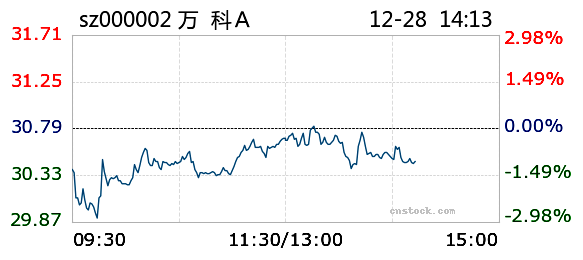 sz000002 万 科A 12-28 14:13
31.71 2.98%
31.25 1.49%
30.79 0.00%
30.33 -1.49%
29.87 -2.98%
cnstock.com
09:30 11:30/13:00 15:00